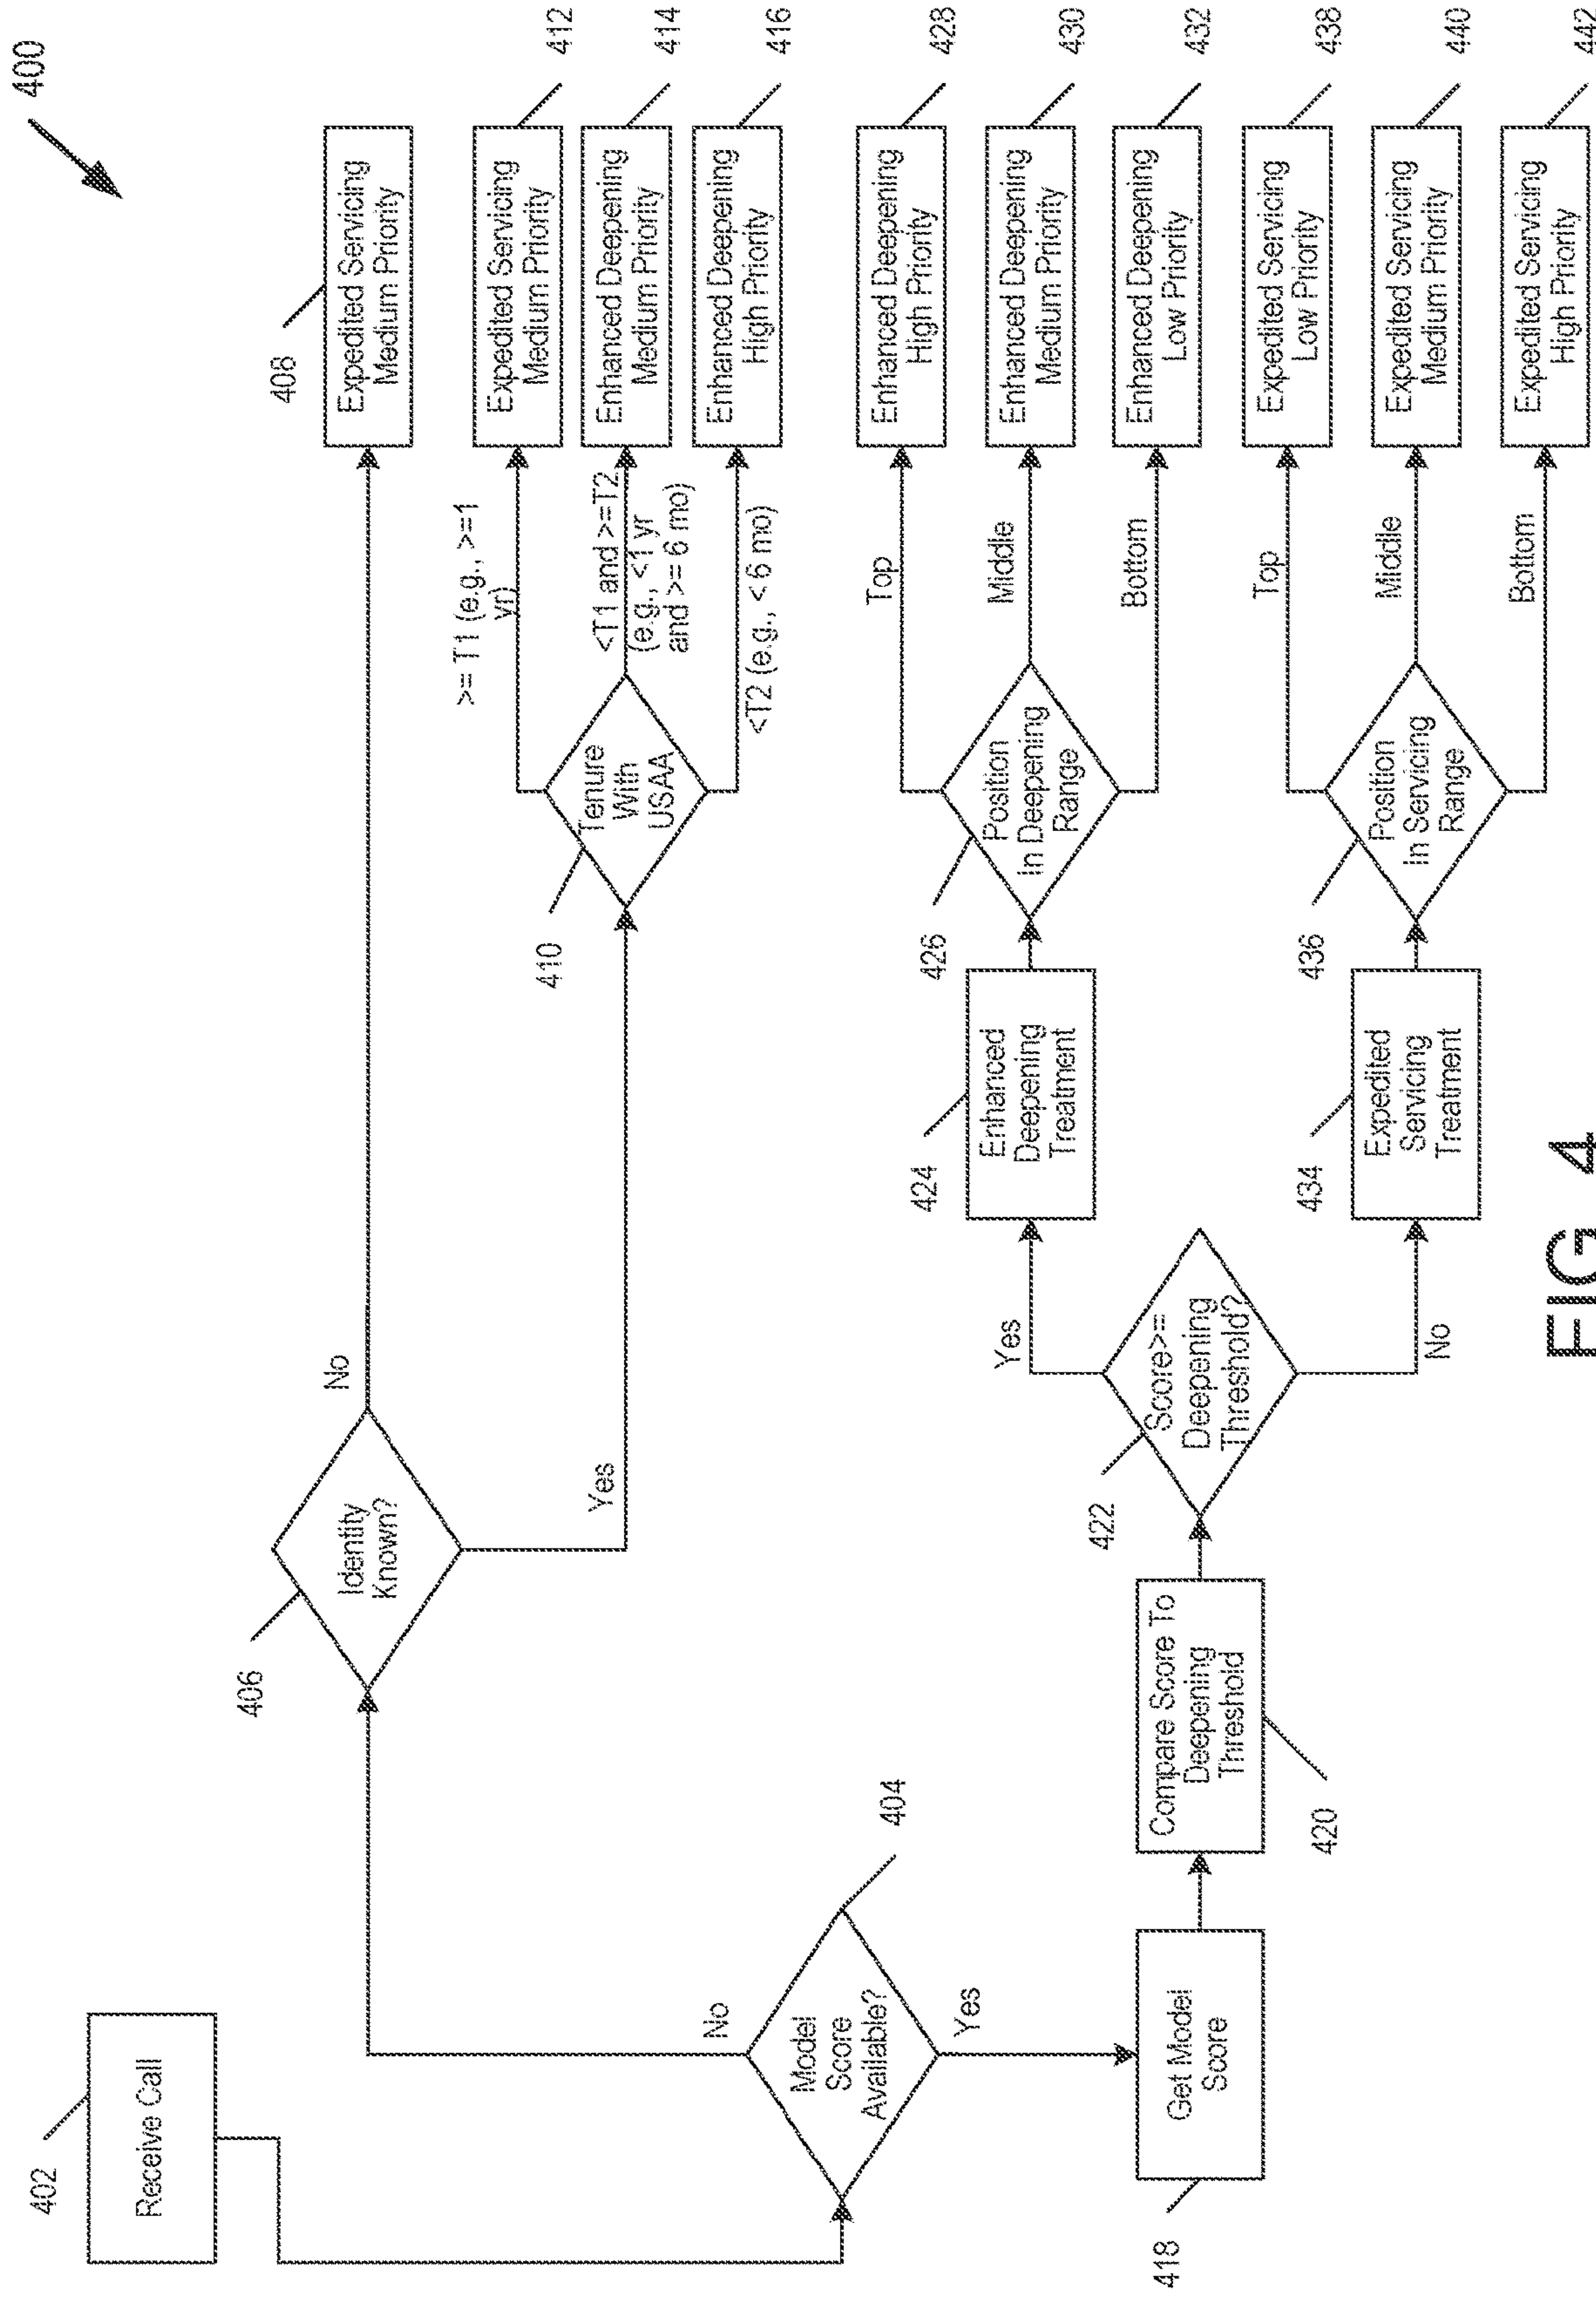 400
402
Receive Call
404
Model
Score
Available?
No
Yes
406
Identity
Known?
No
Yes
408
Expedited Servicing
Medium Priority
410
Tenure
With
USAA
>= T1 (e.g., >=1
yr)
<T1 and >=T2
(e.g., <1 yr
and >= 6 mo)
<T2 (e.g., < 6 mo)
Expedited Servicing
Medium Priority
412
Enhanced Deepening
Medium Priority
414
Enhanced Deepening
High Priority
416
418
Get Model
Score
Compare Score To
Deepening
Threshold
420
422
Score>=
Deepening
Threshold?
Yes
No
424
Enhanced
Deepening
Treatment
426
Position
In Deepening
Range
Top
Middle
Bottom
Enhanced Deepening
High Priority
428
Enhanced Deepening
Medium Priority
430
Enhanced Deepening
Low Priority
432
434
Expedited
Servicing
Treatment
436
Position
In Servicing
Range
Top
Middle
Bottom
Expedited Servicing
Low Priority
438
Expedited Servicing
Medium Priority
440
Expedited Servicing
High Priority
442
FIG. 4